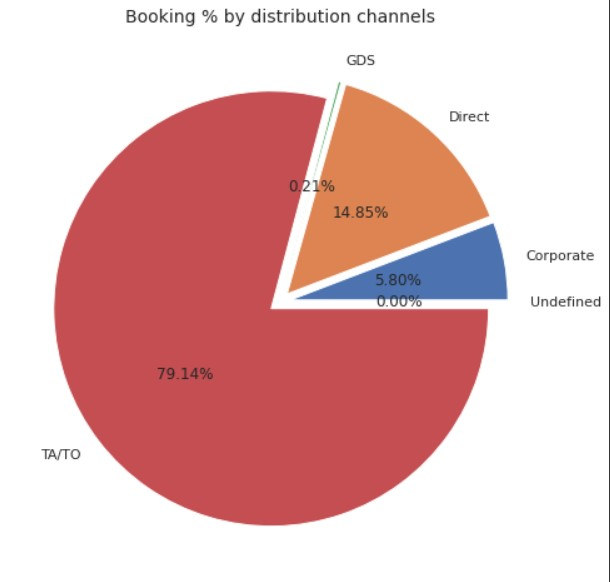 Booking % by distribution channels
GDS
Direct
0.21%
14.85%
Corporate
5.80%
0.00%
Undefined
79.14%
TA/TO